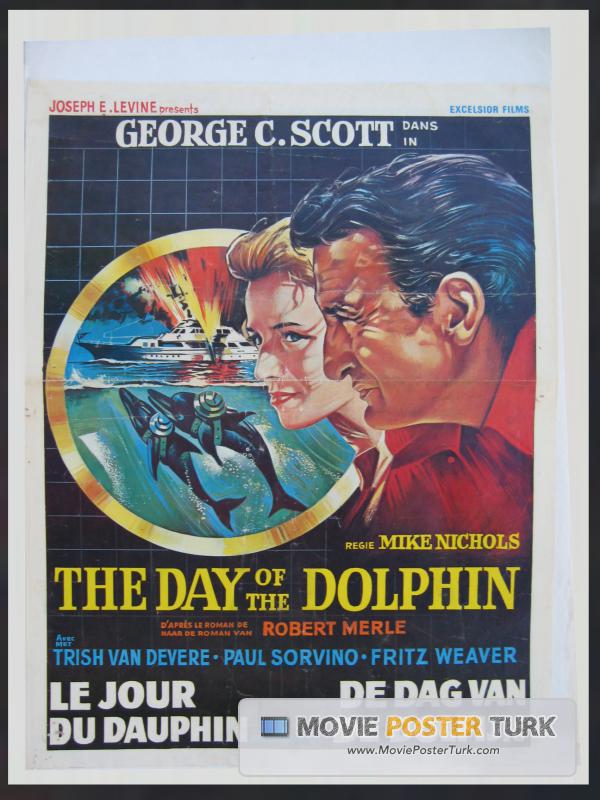 JOSEPH E. LEVINE presents
EXCELSIOR FILMS
GEORGE C. SCOTT DANS
IN
REGIE MIKE NICHOLS
THE DAY OF THE DOLPHIN
D'APRÈS LE ROMAN DE
NAAR DE ROMAN VAN ROBERT MERLE
AVEC
MET
TRISH VAN DEVERE · PAUL SORVINO · FRITZ WEAVER
LE JOUR
DU DAUPHIN
DE DAG VAN
MOVIE POSTER TURK
www.MoviePosterTurk.com